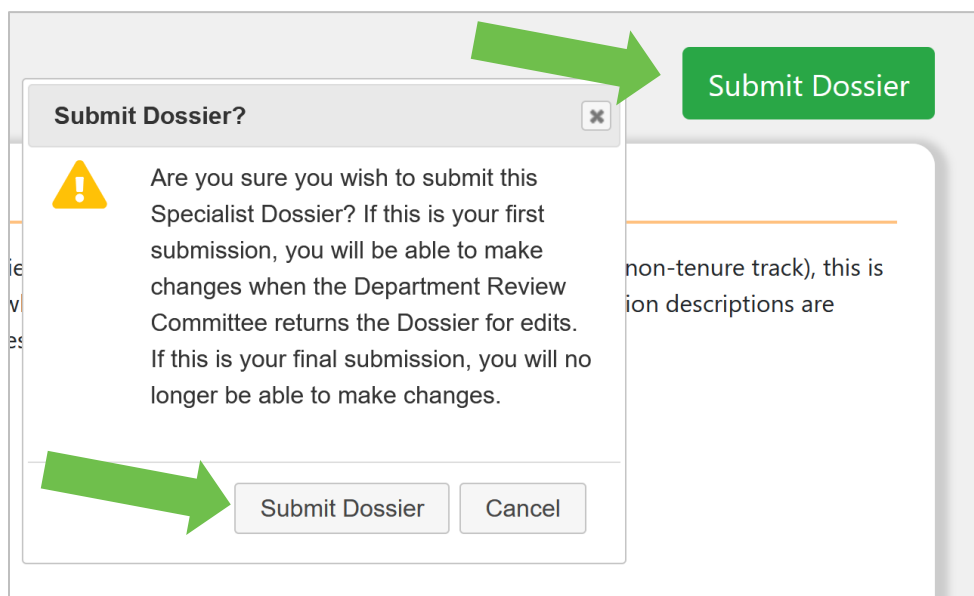 Submit Dossier
Submit Dossier?
Are you sure you wish to submit this
Specialist Dossier? If this is your first
submission, you will be able to make
changes when the Department Review
Committee returns the Dossier for edits.
If this is your final submission, you will no
longer be able to make changes.
non-tenure track), this is
ion descriptions are
Submit Dossier
Cancel